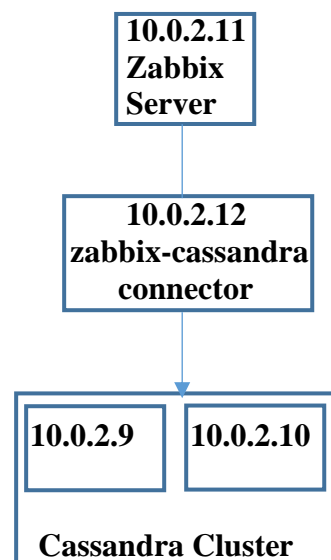 10.0.2.11
Zabbix
Server
10.0.2.12
zabbix-cassandra
connector
10.0.2.9
10.0.2.10
Cassandra Cluster